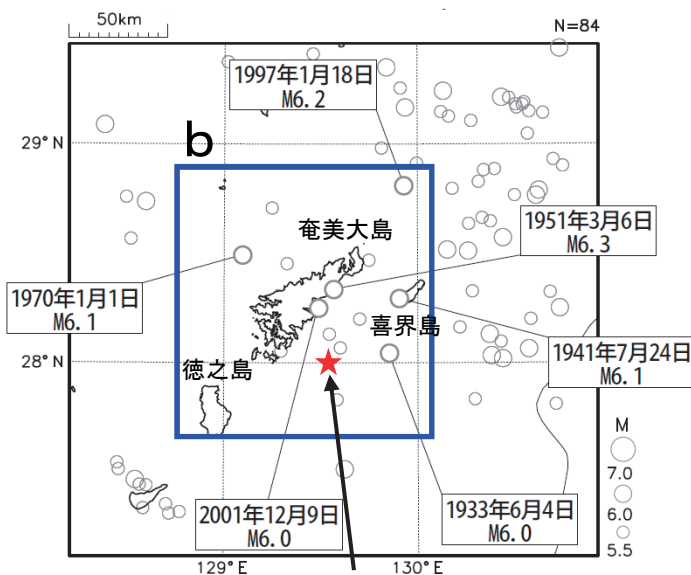 50km
N=84
1997年1月18日
M6.2
29°N
b
奄美大島
1951年3月6日
M6.3
1970年1月1日
M6.1
喜界島
1941年7月24日
M6.1
28°N
徳之島
M
7.0
6.0
5.5
2001年12月9日
M6.0
1933年6月4日
M6.0
129°E
130°E